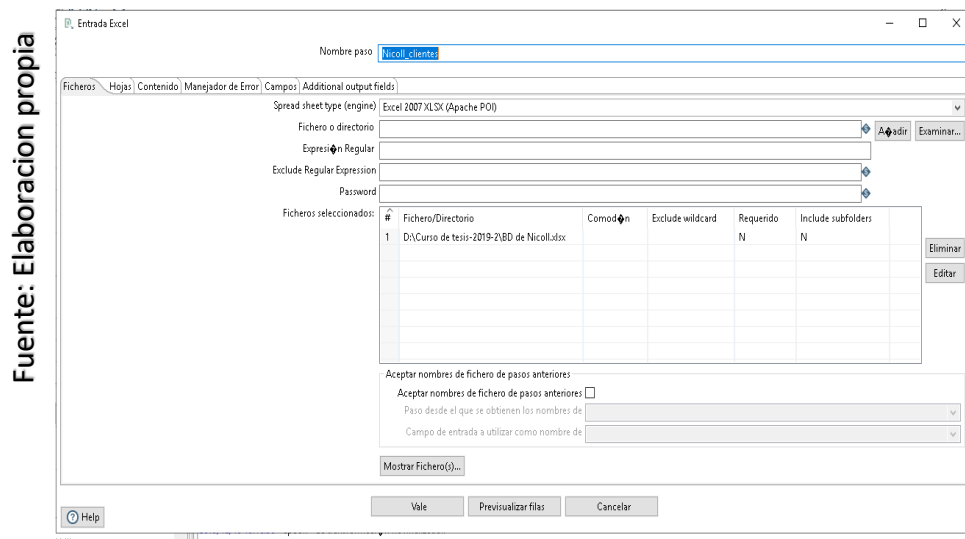 Fuente: Elaboracion propia
Entrada Excel
Nombre paso Nicoll_clientes
Ficheros Hojas Contenido Manejador de Error Campos Additional output fields
Spread sheet type (engine) Excel 2007 XLSX (Apache POI)
Fichero o directorio A�adir Examinar...
Expresi�n Regular
Exclude Regular Expression
Password
Ficheros seleccionados: # Fichero/Directorio Comod�n Exclude wildcard Requerido Include subfolders
1 D:\Curso de tesis-2019-2\BD de Nicoll.xlsx N N
Eliminar
Editar
Aceptar nombres de fichero de pasos anteriores
Aceptar nombres de fichero de pasos anteriores
Paso desde el que se obtienen los nombres de
Campo de entrada a utilizar como nombre de
Mostrar Fichero(s)...
Help Vale Previsualizar filas Cancelar